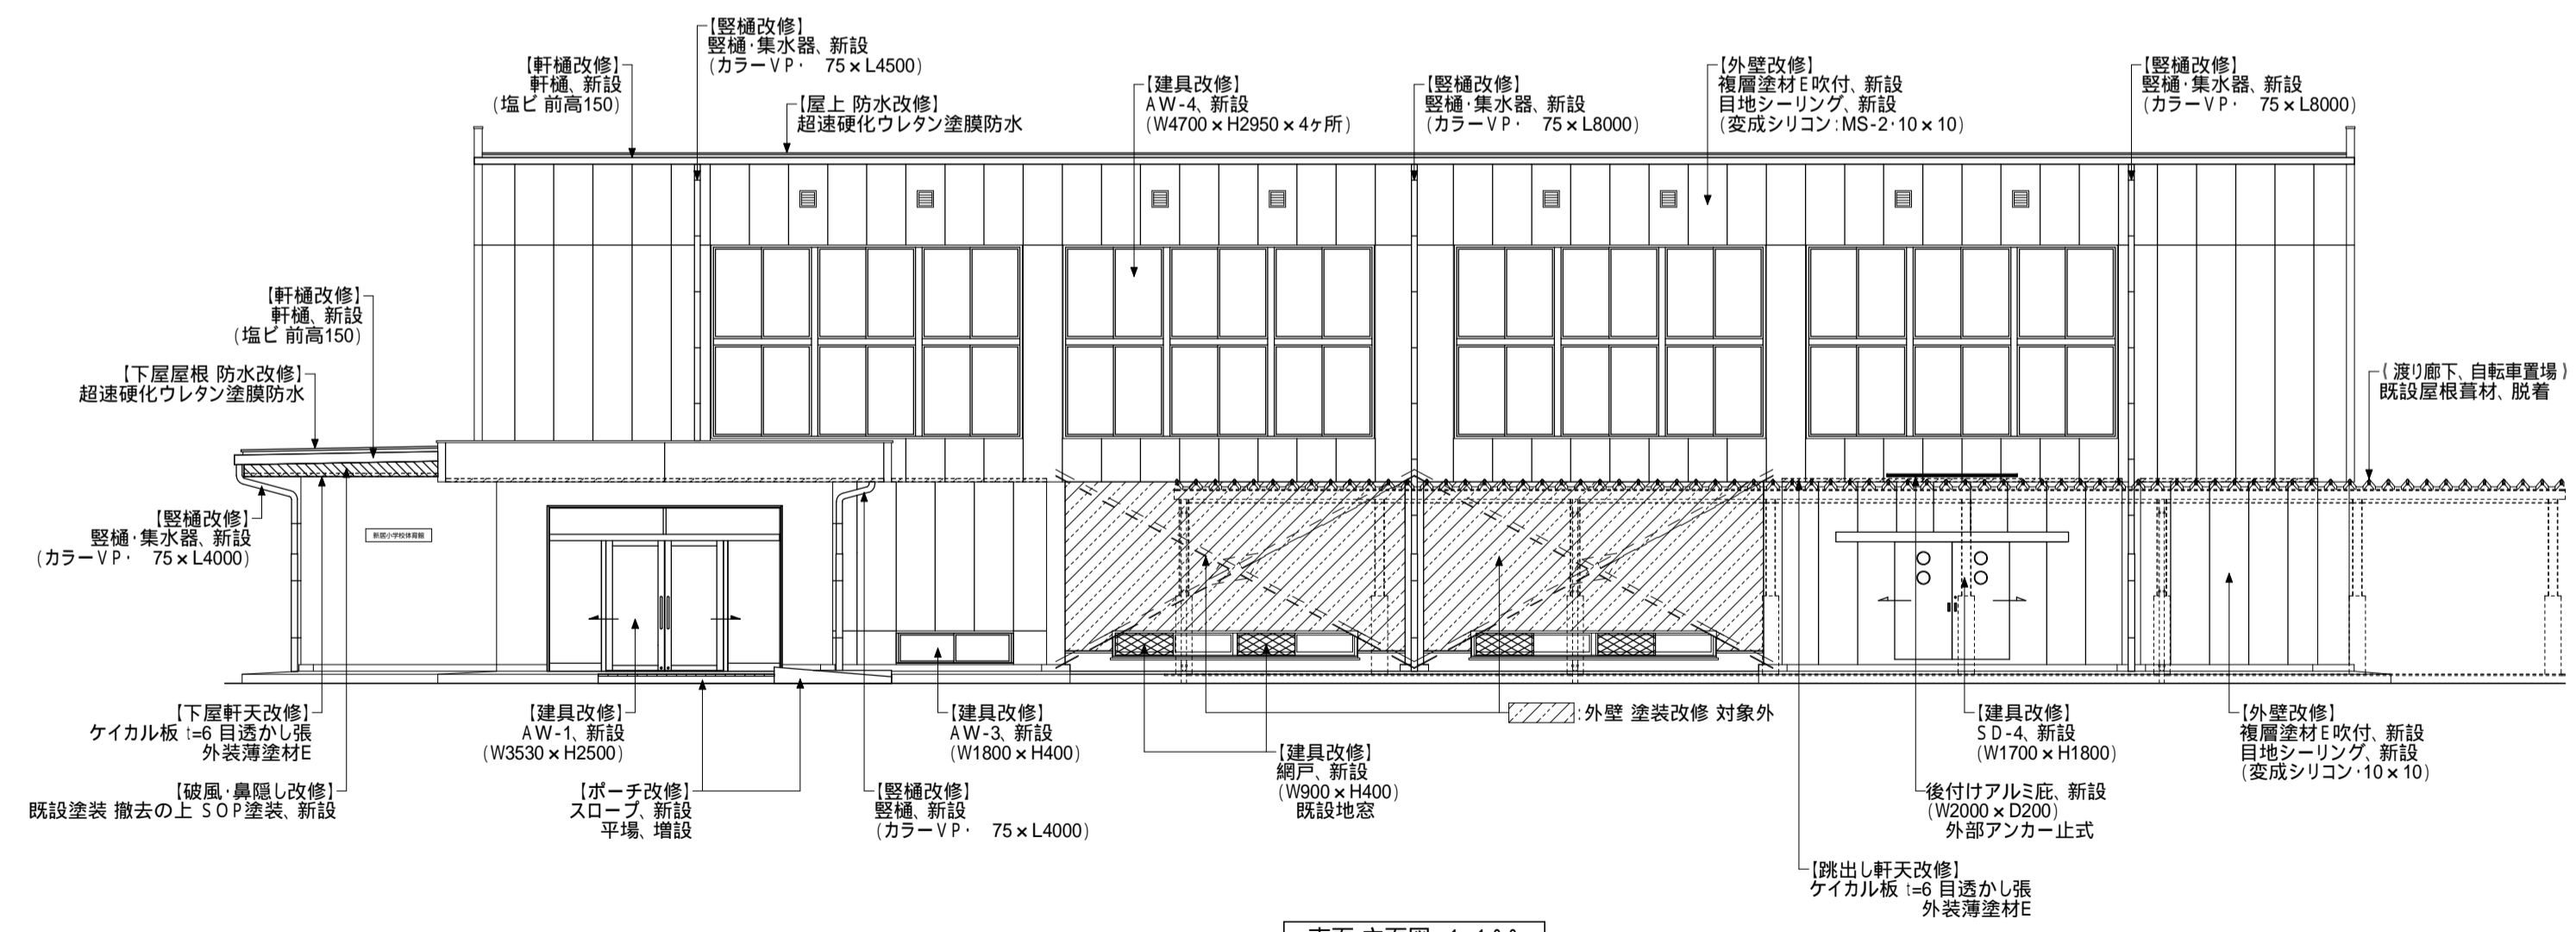 【竪樋改修】
竪樋・集水器、新設
(カラーVP・ 75×L4500)
【軒樋改修】
軒樋、新設
(塩ビ 前高150)
【屋上 防水改修】
超速硬化ウレタン塗膜防水
【建具改修】
AW-4、新設
(W4700×H2950×4ヶ所)
【竪樋改修】
竪樋・集水器、新設
(カラーVP・ 75×L8000)
【外壁改修】
複層塗材E吹付、新設
目地シーリング、新設
(変成シリコン:MS-2・10×10)
【竪樋改修】
竪樋・集水器、新設
(カラーVP・ 75×L8000)
【軒樋改修】
軒樋、新設
(塩ビ 前高150)
【下屋屋根 防水改修】
超速硬化ウレタン塗膜防水
(渡り廊下、自転車置場)
既設屋根葺材、脱着
【竪樋改修】
竪樋・集水器、新設
(カラーVP・ 75×L4000)
新居小学校体育館
【下屋軒天改修】
ケイカル板 t=6 目透かし張
外装薄塗材E
【破風・鼻隠し改修】
既設塗装 撤去の上 SOP塗装、新設
【建具改修】
AW-1、新設
(W3530×H2500)
【ポーチ改修】
スロープ、新設
平場、増設
【建具改修】
AW-3、新設
(W1800×H400)
【竪樋改修】
竪樋、新設
(カラーVP・ 75×L4000)
【建具改修】
網戸、新設
(W900×H400)
既設地窓
:外壁 塗装改修 対象外
【建具改修】
SD-4、新設
(W1700×H1800)
後付けアルミ庇、新設
(W2000×D200)
外部アンカー止式
【外壁改修】
複層塗材E吹付、新設
目地シーリング、新設
(変成シリコン・10×10)
【跳出し軒天改修】
ケイカル板 t=6 目透かし張
外装薄塗材E